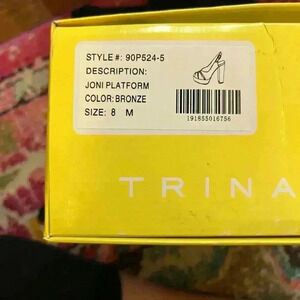 STYLE #: 90P524-5
DESCRIPTION:
JONI PLATFORM
COLOR: BRONZE
SIZE: 8 M
191855016756
TRINA